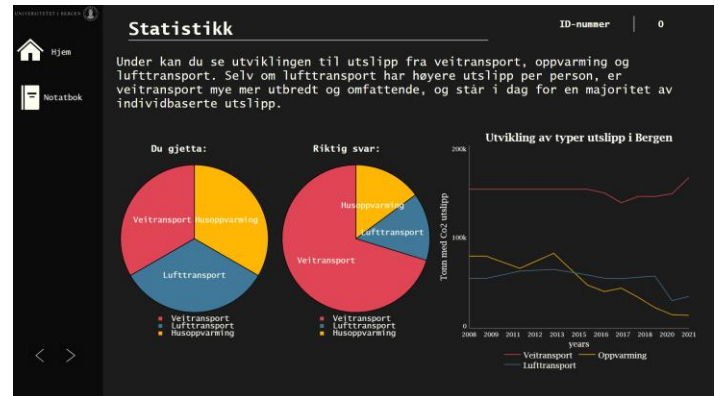 UNIVERSITETET I BERGEN
Statistikk
ID-nummer
0
Hjem
Notatbok
Under kan du se utviklingen til utslipp fra veitransport, oppvarming og
lufttransport. Selv om lufttransport har høyere utslipp per person, er
veitransport mye mer utbredt og omfattende, og står i dag for en majoritet av
individbaserte utslipp.
Du gjetta:
Veitransport
Husoppvarming
Lufttransport
Veitransport
Lufttransport
Husoppvarming
Riktig svar:
Husoppvarming
Lufttransport
Veitransport
Veitransport
Lufttransport
Husoppvarming
Utvikling av typer utslipp i Bergen
Tonn med Co2 utslipp
200k
100k
0
2008 2009 2011 2012 2013 2015 2016 2017 2018 2020 2021
years
Veitransport
Oppvarming
Lufttransport